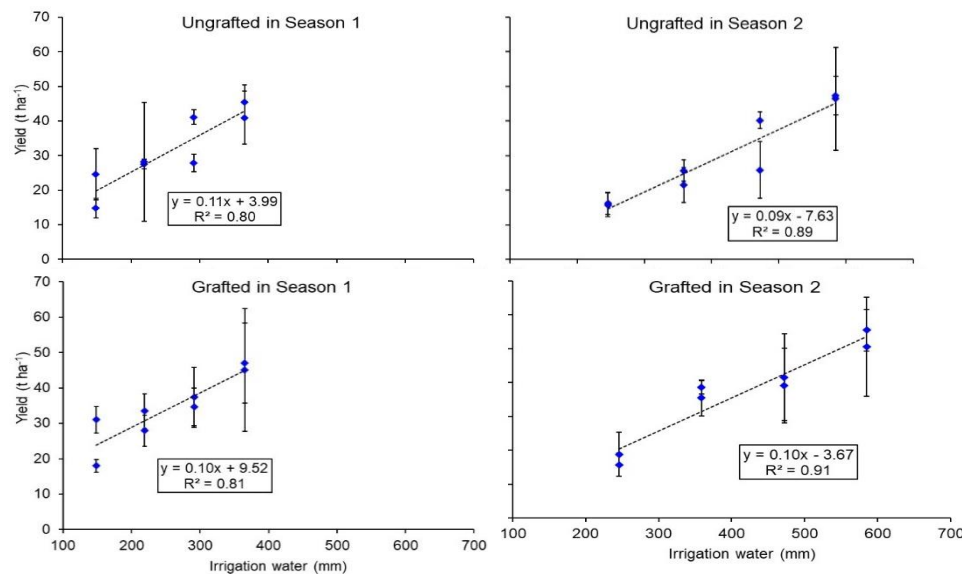 Ungrafted in Season 1
70
60
50
40
30
20
10
0
Yield (t ha⁻¹)
y = 0.11x + 3.99
R² = 0.80
Ungrafted in Season 2
y = 0.09x - 7.63
R² = 0.89
Grafted in Season 1
70
60
50
40
30
20
10
0
Yield (t ha⁻¹)
y = 0.10x + 9.52
R² = 0.81
100 200 300 400 500 600 700
Irrigation water (mm)
Grafted in Season 2
y = 0.10x - 3.67
R² = 0.91
200 300 400 500 600 700
Irrigation water (mm)